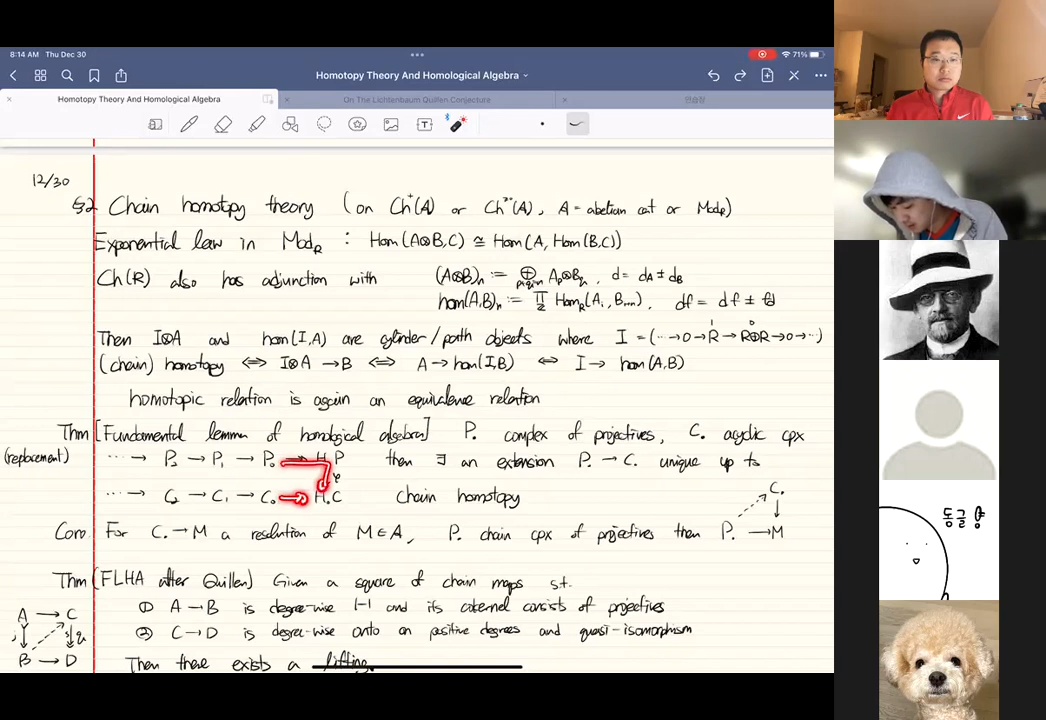 8:14 AM Thu Dec 30
71%
Homotopy Theory And Homological Algebra
Homotopy Theory And Homological Algebra
On The Lichtenbaum Quillen Conjecture
연습장
12/30
§2 Chain homotopy theory (on Ch⁺(A) or Ch≥⁰(A), A = abelian cat or Mod_R)
Exponential law in Mod_R : Hom(A⊗B,C) ≅ Hom(A, Hom(B,C))
Ch(R) also has adjunction with (A⊗B)_n := ⊕_{p+q=n} A_p⊗B_q, d = d_A ± d_B
hom(A,B)_n := ∏ Hom_R(A_i, B_{i+n}), df = df ± fd
Then I⊗A and hom(I,A) are cylinder/path objects where I = (··· → 0 → R → R⊕R → 0 → ···)
(chain) homotopy ⟺ I⊗A → B ⟺ A → hom(I,B) ⟺ I → hom(A,B)
homotopic relation is again an equivalence relation
Thm [Fundamental lemma of homological algebra] P. complex of projectives, C. acyclic cpx
(replacement) ··· → P₂ → P₁ → P₀ → H₀P then ∃ an extension P. → C. unique up to
··· → C₂ → C₁ → C₀ → H₀C chain homotopy
Coro For C. → M a resolution of M ∈ A, P. chain cpx of projectives then P. → M
C.
Thm (FLHA after Quillen) Given a square of chain maps s.t.
① A → B is degree-wise 1-1 and its cokernel consists of projectives
② C → D is degree-wise onto on positive degrees and quasi-isomorphism
Then there exists a lifting.
A → C
B → D
동글